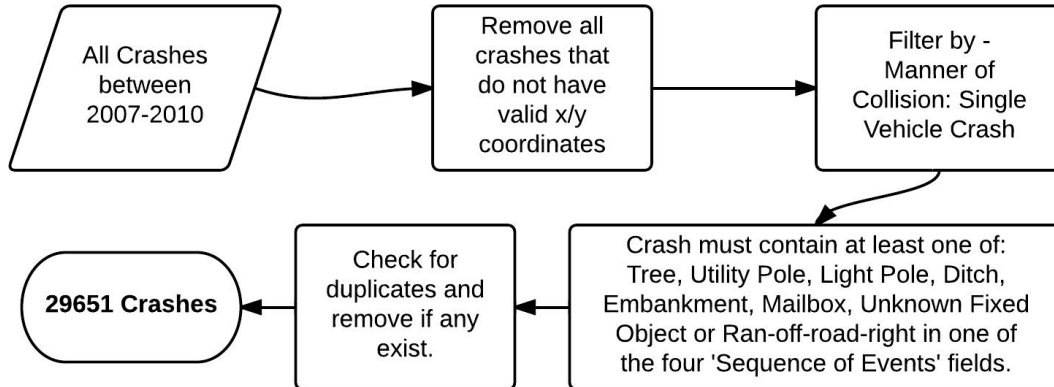 All Crashes
between
2007-2010
Remove all
crashes that
do not have
valid x/y
coordinates
Filter by -
Manner of
Collision: Single
Vehicle Crash
Crash must contain at least one of:
Tree, Utility Pole, Light Pole, Ditch,
Embankment, Mailbox, Unknown Fixed
Object or Ran-off-road-right in one of
the four 'Sequence of Events' fields.
Check for
duplicates and
remove if any
exist.
29651 Crashes